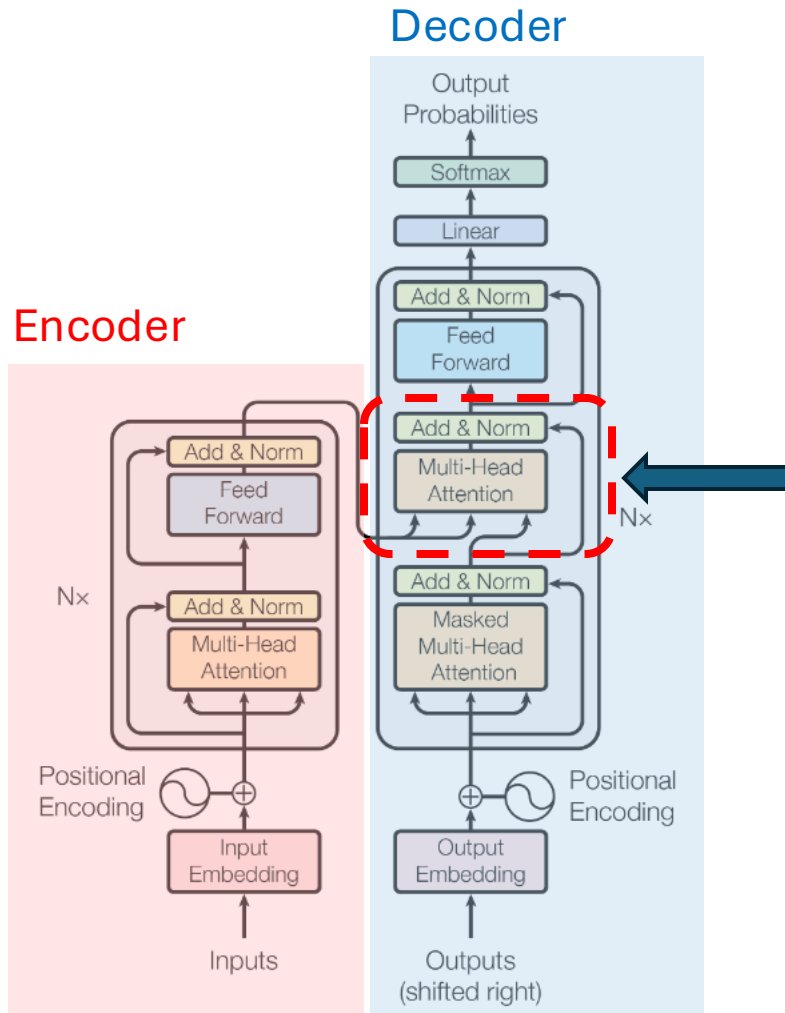 Decoder
Output
Probabilities
Softmax
Linear
Add & Norm
Feed
Forward
Add & Norm
Multi-Head
Attention
N×
Add & Norm
Masked
Multi-Head
Attention
Positional
Encoding
Output
Embedding
Outputs
(shifted right)
Encoder
Add & Norm
Feed
Forward
N×
Add & Norm
Multi-Head
Attention
Positional
Encoding
Input
Embedding
Inputs